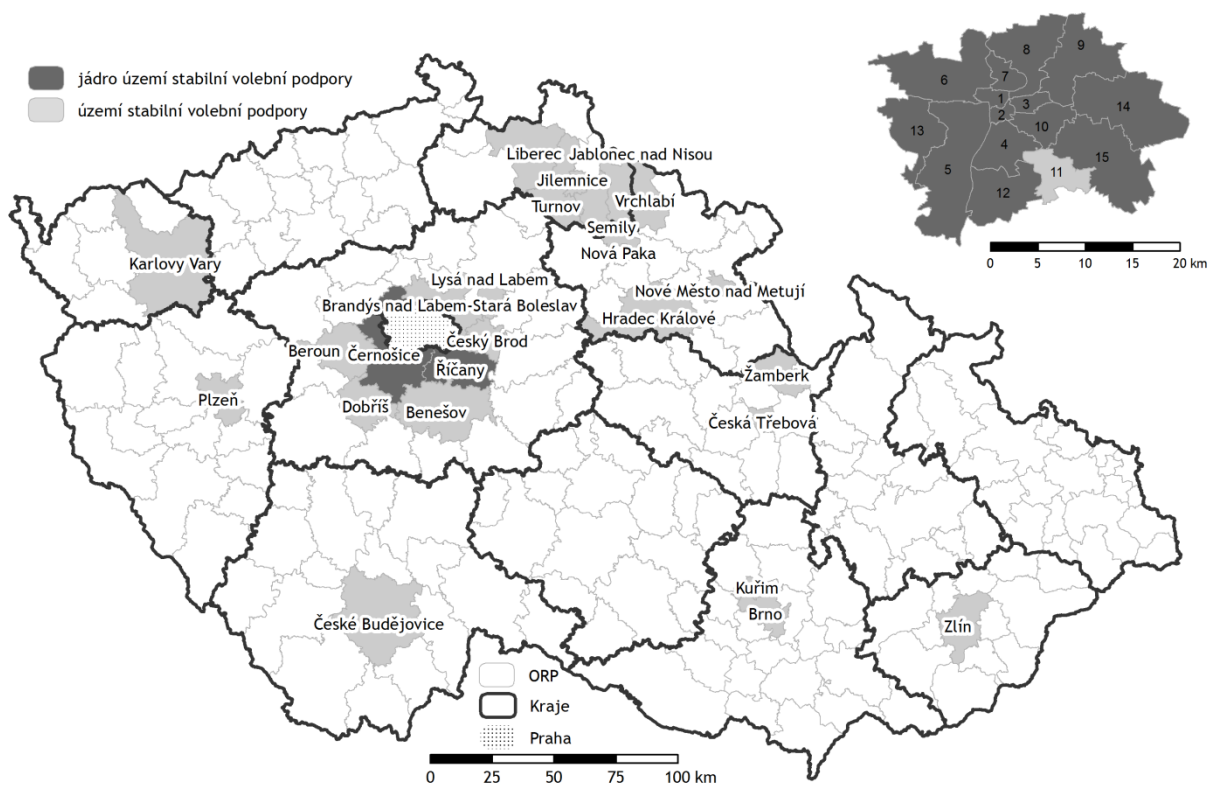 jádro území stabilní volební podpory
území stabilní volební podpory
8
9
6
7
14
1
3
2
13
10
4
15
11
5
12
0 5 10 15 20 km
Liberec
Jablonec nad Nisou
Jilemnice
Turnov
Vrchlabí
Semily
Nová Paka
Karlovy Vary
Lysá nad Labem
Nové Město nad Metují
Brandýs nad Labem-Stará Boleslav
Hradec Králové
Beroun
Černošice
Český Brod
Říčany
Žamberk
Plzeň
Dobříš
Benešov
Česká Třebová
Kuřim
Brno
České Budějovice
Zlín
ORP
Kraje
Praha
0 25 50 75 100 km